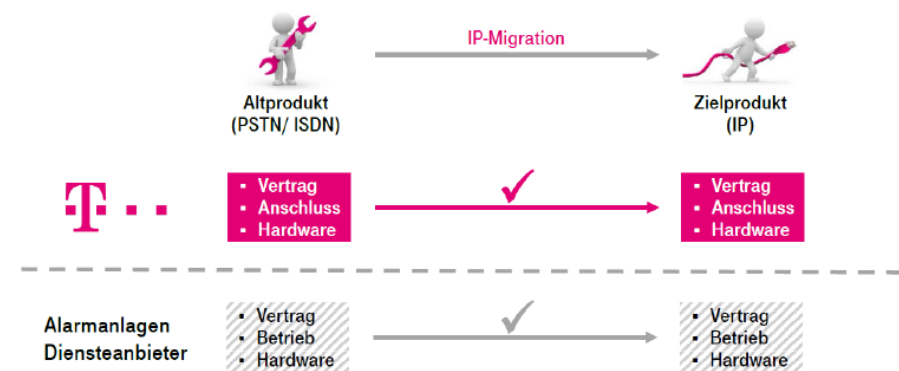 IP-Migration
Altprodukt
(PSTN/ ISDN)
Zielprodukt
(IP)
T
▪ Vertrag
▪ Anschluss
▪ Hardware
▪ Vertrag
▪ Anschluss
▪ Hardware
Alarmanlagen
Diensteanbieter
▪ Vertrag
▪ Betrieb
▪ Hardware
▪ Vertrag
▪ Betrieb
▪ Hardware